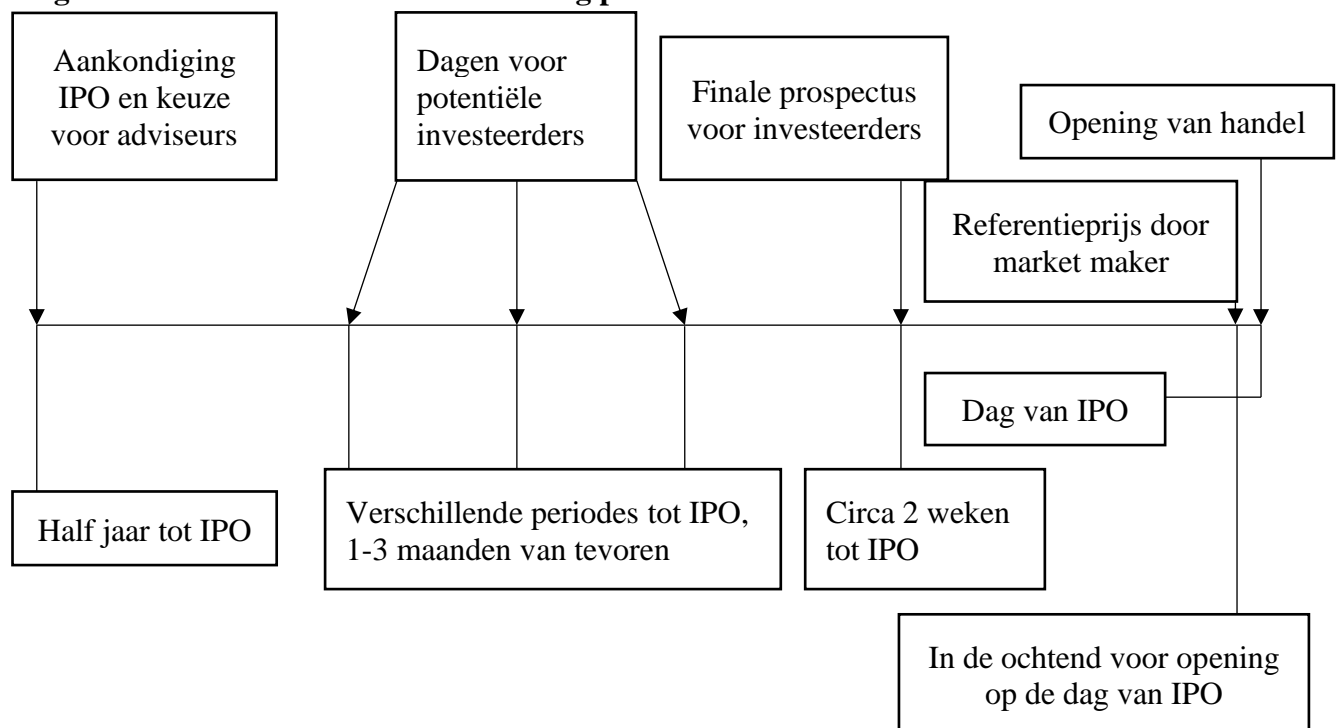 Aankondiging
IPO en keuze
voor adviseurs
Dagen voor
potentiële
investeerders
Finale prospectus
voor investeerders
Opening van handel
Referentieprijs door
market maker
Dag van IPO
Half jaar tot IPO
Verschillende periodes tot IPO,
1-3 maanden van tevoren
Circa 2 weken
tot IPO
In de ochtend voor opening
op de dag van IPO